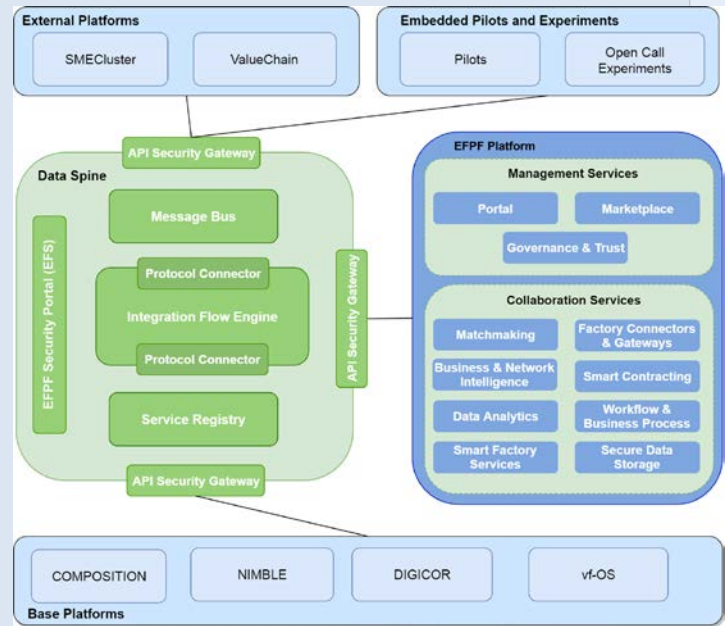 External Platforms
SMECluster
ValueChain
Embedded Pilots and Experiments
Pilots
Open Call
Experiments
API Security Gateway
Data Spine
EFPF Security Portal (EFS)
Message Bus
Protocol Connector
Integration Flow Engine
Protocol Connector
Service Registry
API Security Gateway
API Security Gateway
EFPF Platform
Management Services
Portal
Marketplace
Governance & Trust
Collaboration Services
Matchmaking
Factory Connectors
& Gateways
Business & Network
Intelligence
Smart Contracting
Data Analytics
Workflow &
Business Process
Smart Factory
Services
Secure Data
Storage
COMPOSITION
NIMBLE
DIGICOR
vf-OS
Base Platforms